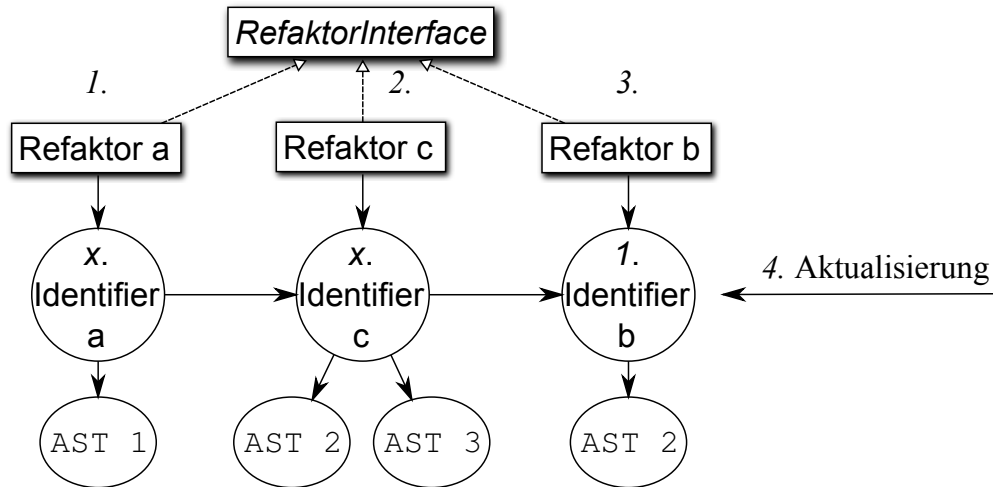 RefaktorInterface
1.
2.
3.
Refaktor a
Refaktor c
Refaktor b
x.
Identifier
a
x.
Identifier
c
1.
Identifier
b
4. Aktualisierung
AST 1
AST 2
AST 3
AST 2